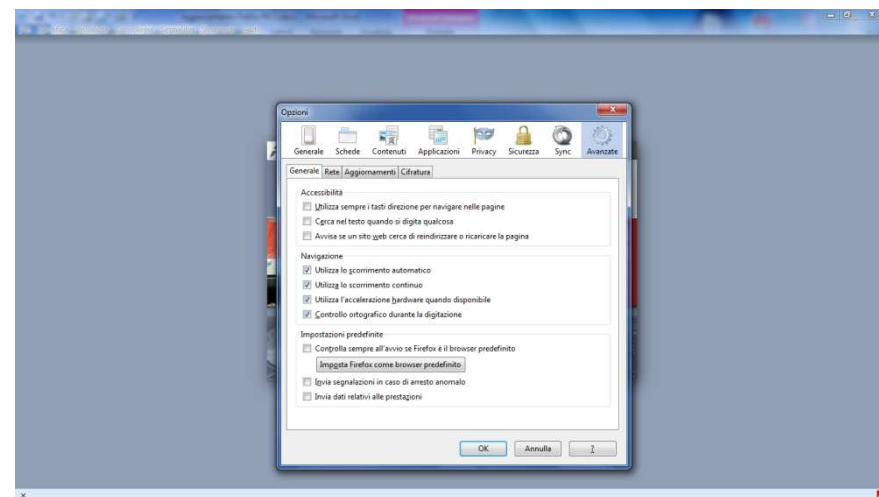 Opzioni
Generale Schede Contenuti Applicazioni Privacy Sicurezza Sync Avanzate
Generale Rete Aggiornamenti Cifratura
Accessibilità
Utilizza sempre i tasti direzione per navigare nelle pagine
Cerca nel testo quando si digita qualcosa
Avvisa se un sito web cerca di reindirizzare o ricaricare la pagina
Navigazione
Utilizza lo scorrimento automatico
Utilizza lo scorrimento continuo
Utilizza l'accelerazione hardware quando disponibile
Controllo ortografico durante la digitazione
Impostazioni predefinite
Controlla sempre all'avvio se Firefox è il browser predefinito
Imposta Firefox come browser predefinito
Invia segnalazioni in caso di arresto anomalo
Invia dati relativi alle prestazioni
OK Annulla ?